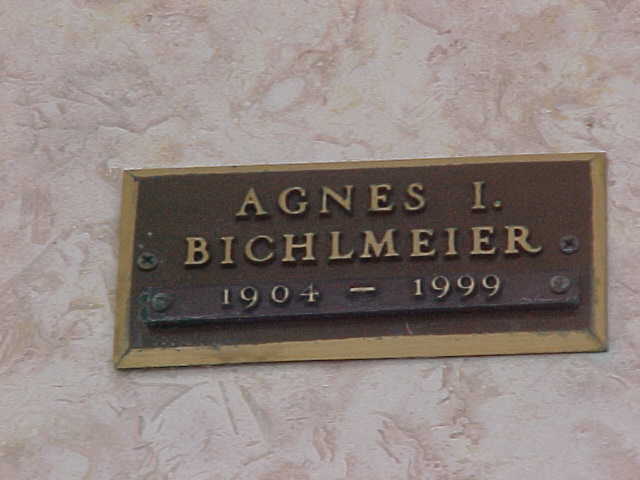 AGNES I.
BICHLMEIER
1904 — 1999